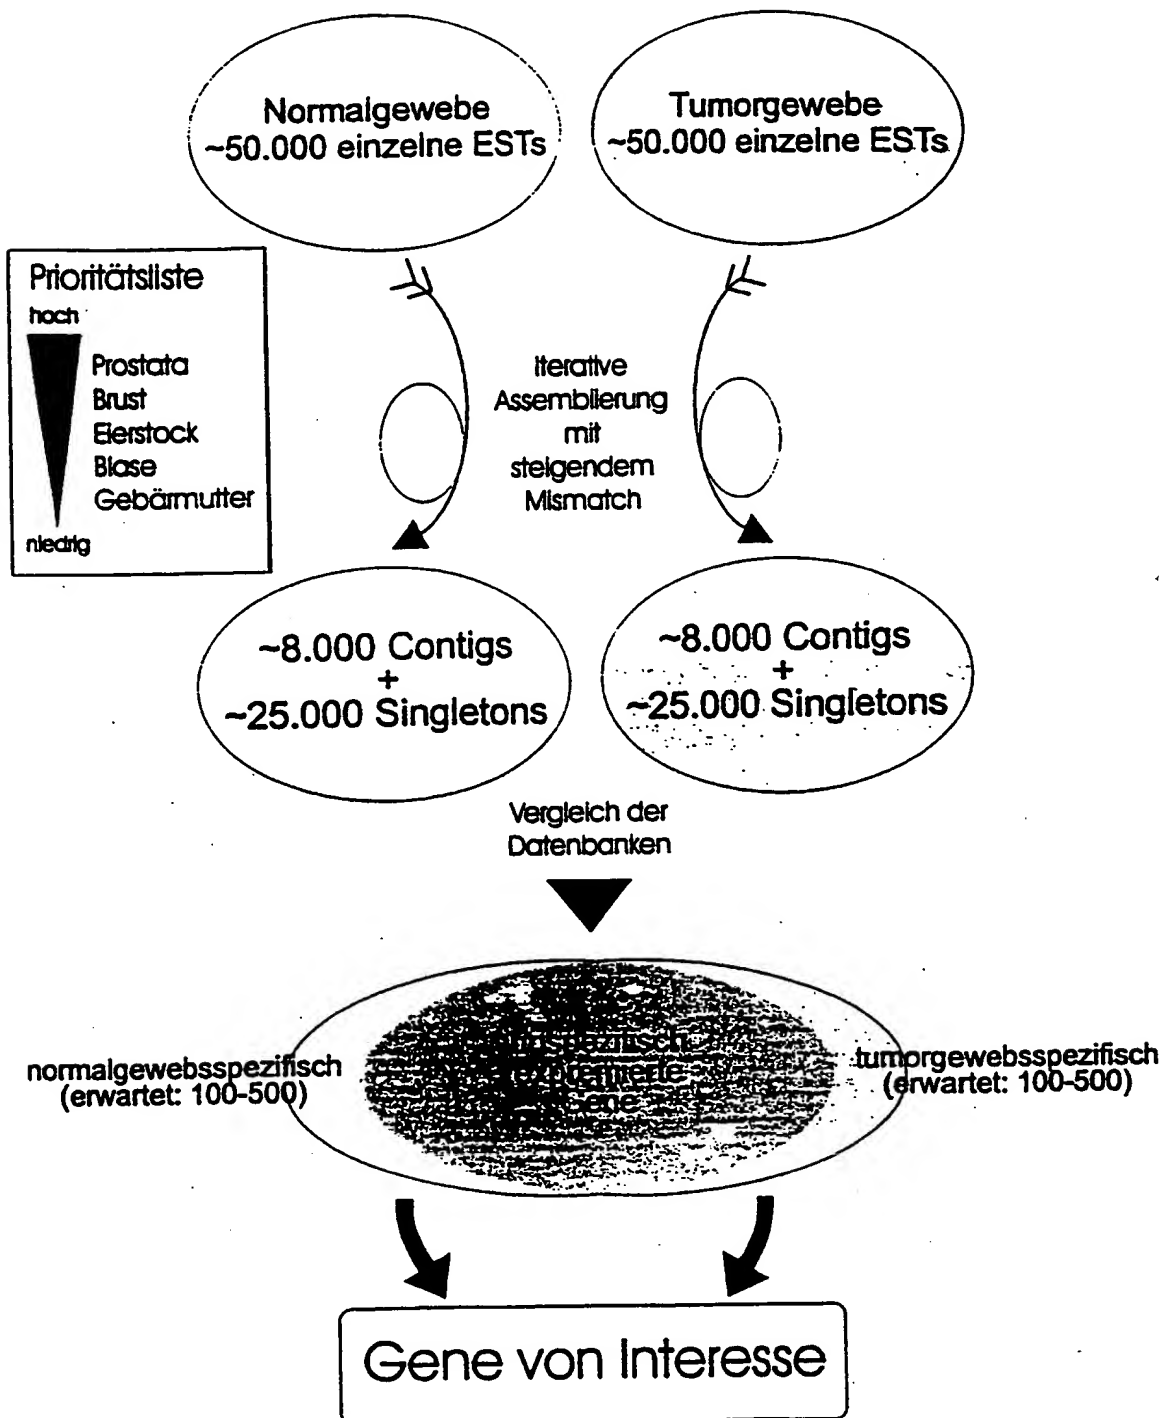 Normalgewebe
~50.000 einzelne ESTs
Tumorgewebe
~50.000 einzelne ESTs
Prioritätsliste
hoch
Prostata
Brust
Eierstock
Blase
Gebärmutter
niedrig
Iterative
Assemblierung
mit
steigendem
Mismatch
~8.000 Contigs
+
~25.000 Singletons
~8.000 Contigs
+
~25.000 Singletons
Vergleich der
Datenbanken
normalgewebsspezifisch
(erwartet: 100-500)
tumorgewebsspezifisch
(erwartet: 100-500)
Gene von Interesse